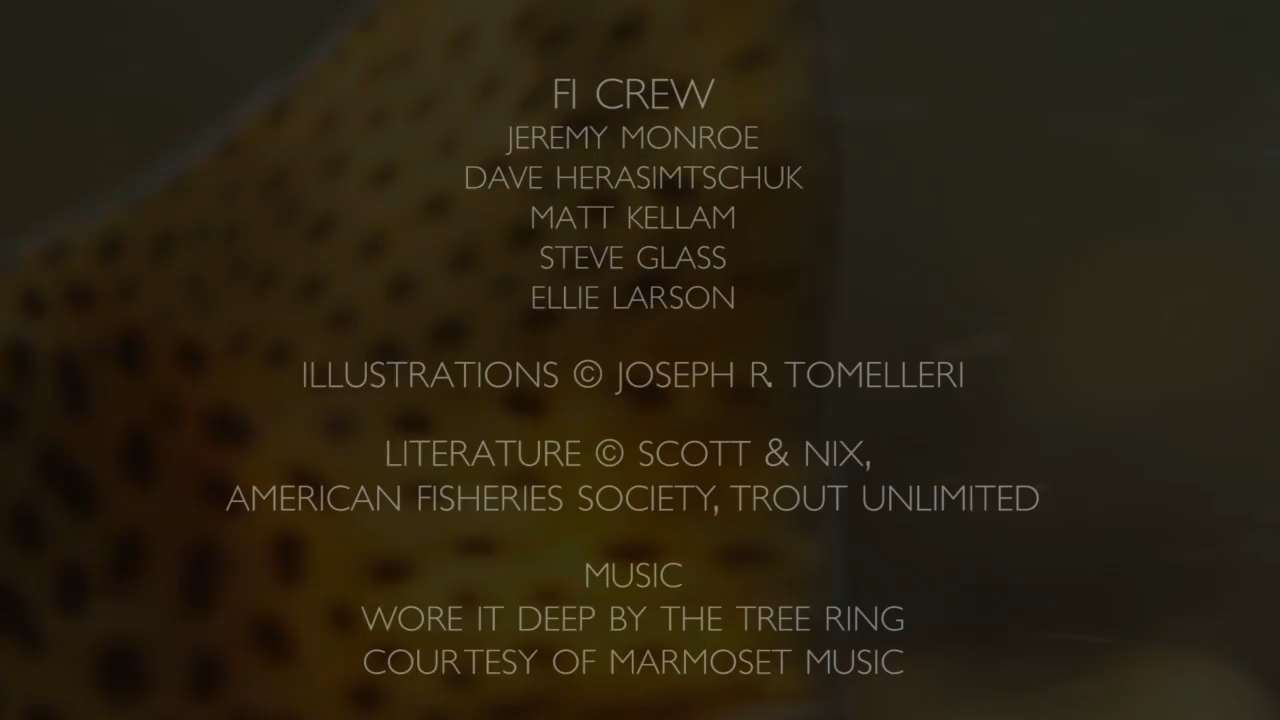 FI CREW
JEREMY MONROE
DAVE HERASIMTSCHUK
MATT KELLAM
STEVE GLASS
ELLIE LARSON
ILLUSTRATIONS © JOSEPH R. TOMELLERI
LITERATURE © SCOTT & NIX,
AMERICAN FISHERIES SOCIETY, TROUT UNLIMITED
MUSIC
WORE IT DEEP BY THE TREE RING
COURTESY OF MARMOSET MUSIC